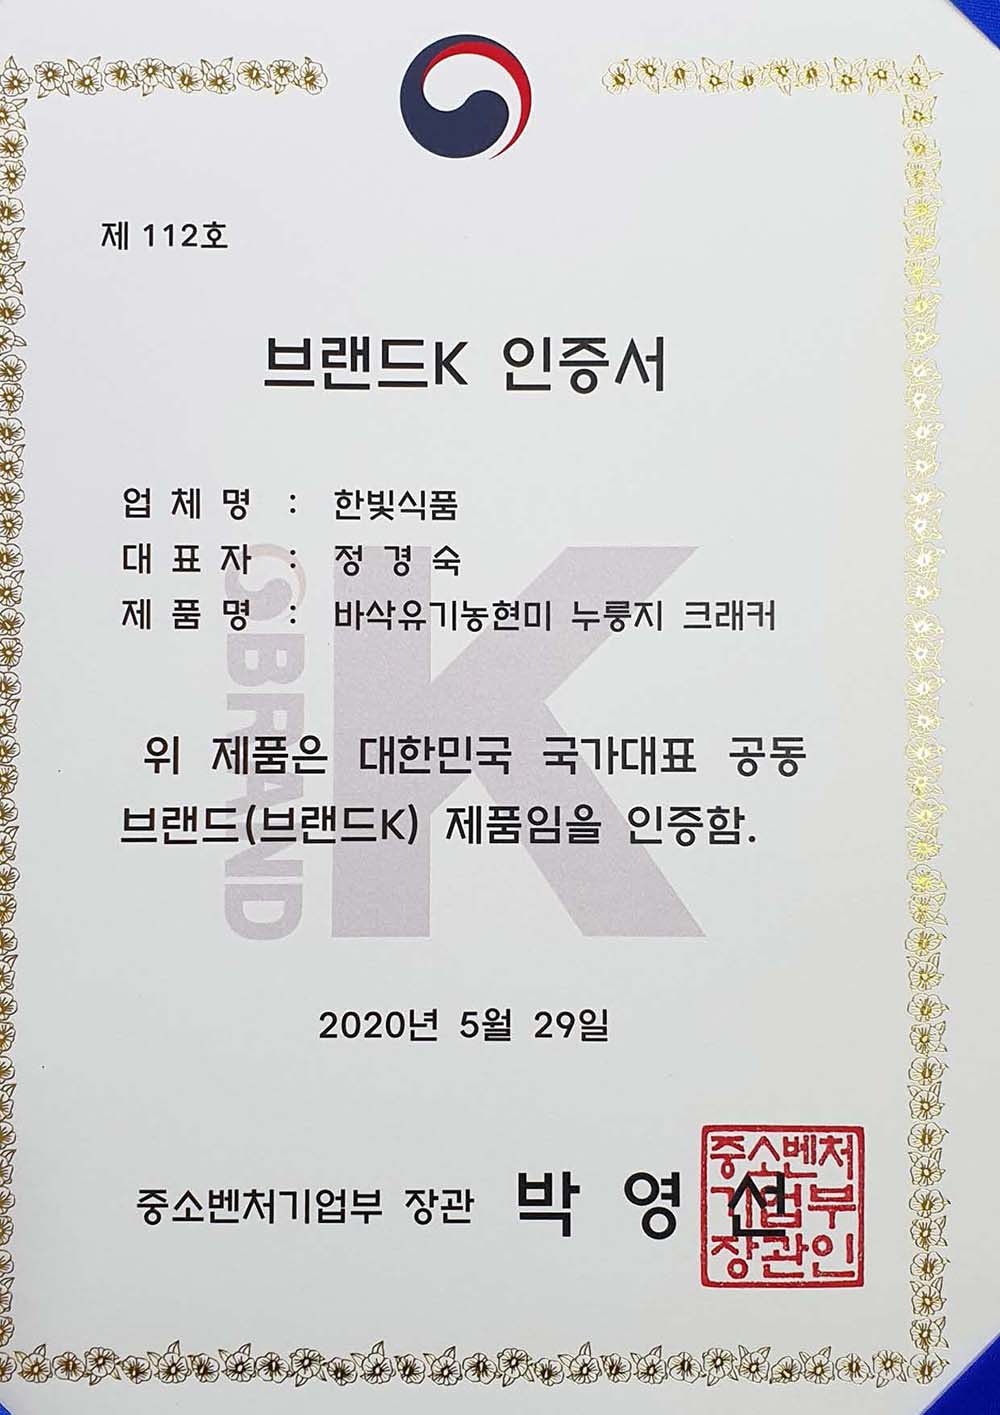 제 112호
브랜드K 인증서
업 체 명 : 한빛식품
대 표 자 : 정 경 숙
제 품 명 : 바삭유기농현미 누룽지 크래커
BRAND
K
위 제품은 대한민국 국가대표 공동
브랜드(브랜드K) 제품임을 인증함.
2020년 5월 29일
중소벤처기업부 장관 박 영 선
중소벤처
기업부
장관인